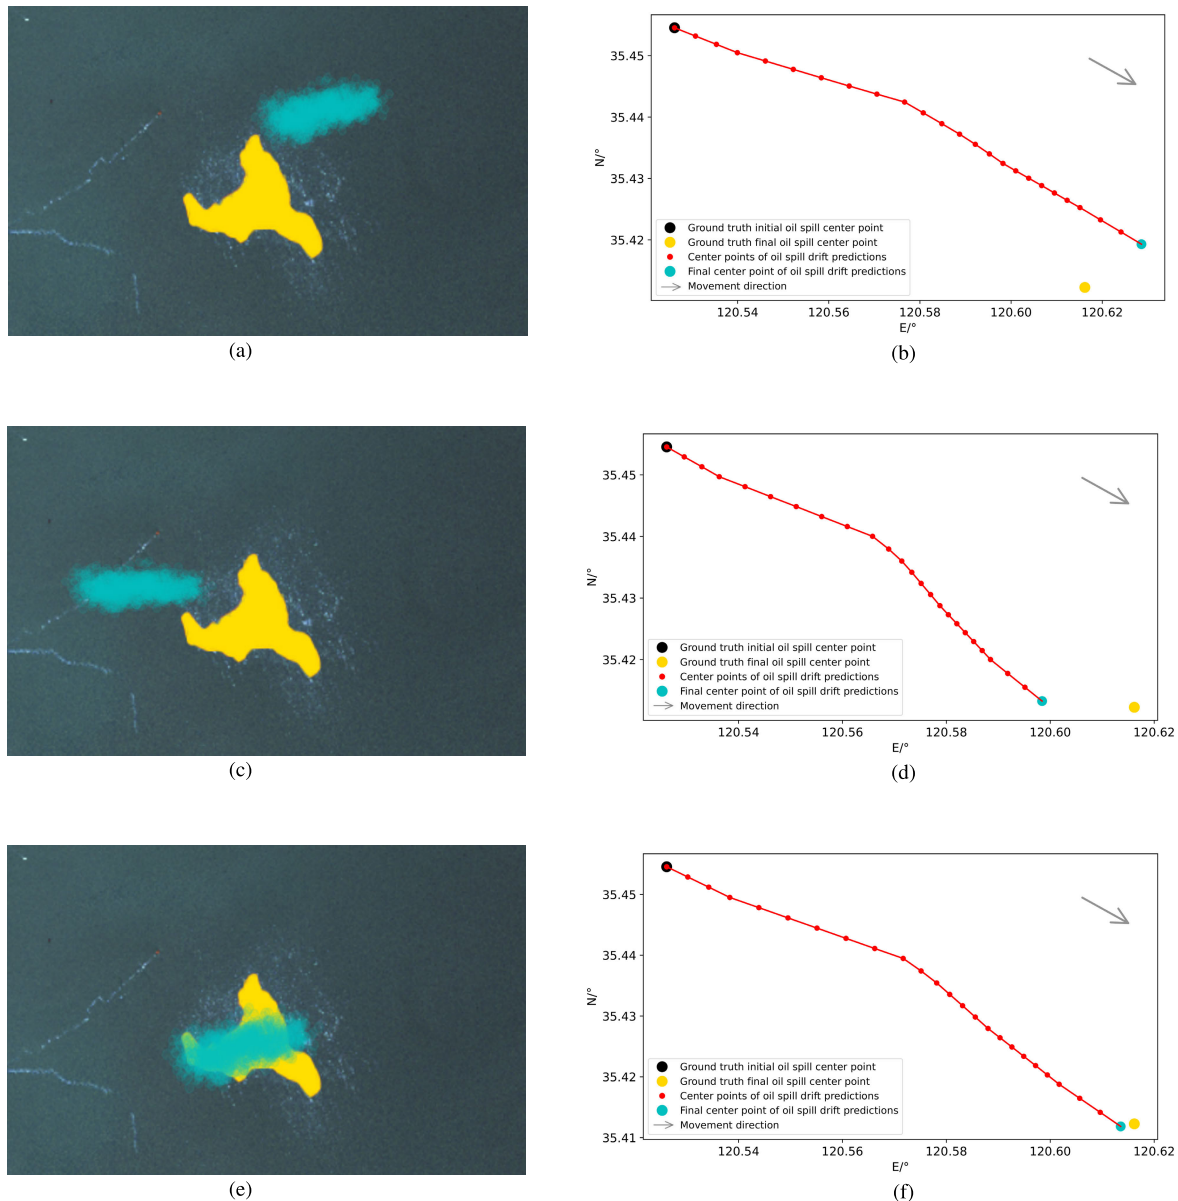 35.45
35.44
35.43
35.42
N/°
Ground truth initial oil spill center point
Ground truth final oil spill center point
Center points of oil spill drift predictions
Final center point of oil spill drift predictions
Movement direction
120.54
120.56
120.58
120.60
120.62
E/°
(a)
(b)
35.45
35.44
35.43
35.42
N/°
Ground truth initial oil spill center point
Ground truth final oil spill center point
Center points of oil spill drift predictions
Final center point of oil spill drift predictions
Movement direction
120.54
120.56
120.58
120.60
120.62
E/°
(c)
(d)
35.45
35.44
35.43
35.42
35.41
N/°
Ground truth initial oil spill center point
Ground truth final oil spill center point
Center points of oil spill drift predictions
Final center point of oil spill drift predictions
Movement direction
120.54
120.56
120.58
120.60
120.62
E/°
(e)
(f)